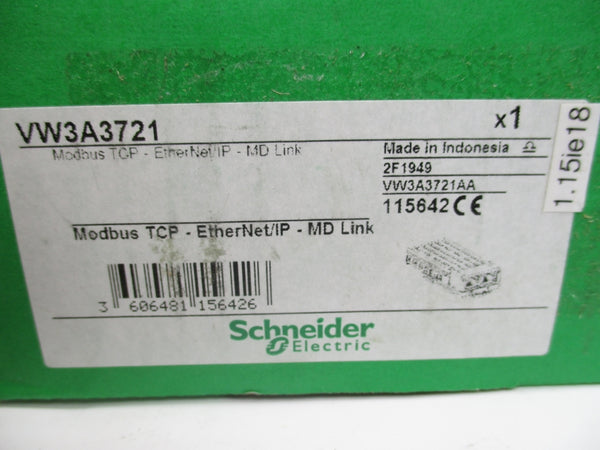 VW3A3721
x1
Modbus TCP - EtherNet/IP - MD Link
Made in Indonesia
2F1949
VW3A3721AA
115642 CE
Modbus TCP - EtherNet/IP - MD Link
3 606481 156426
Schneider
Electric
1.15ie18